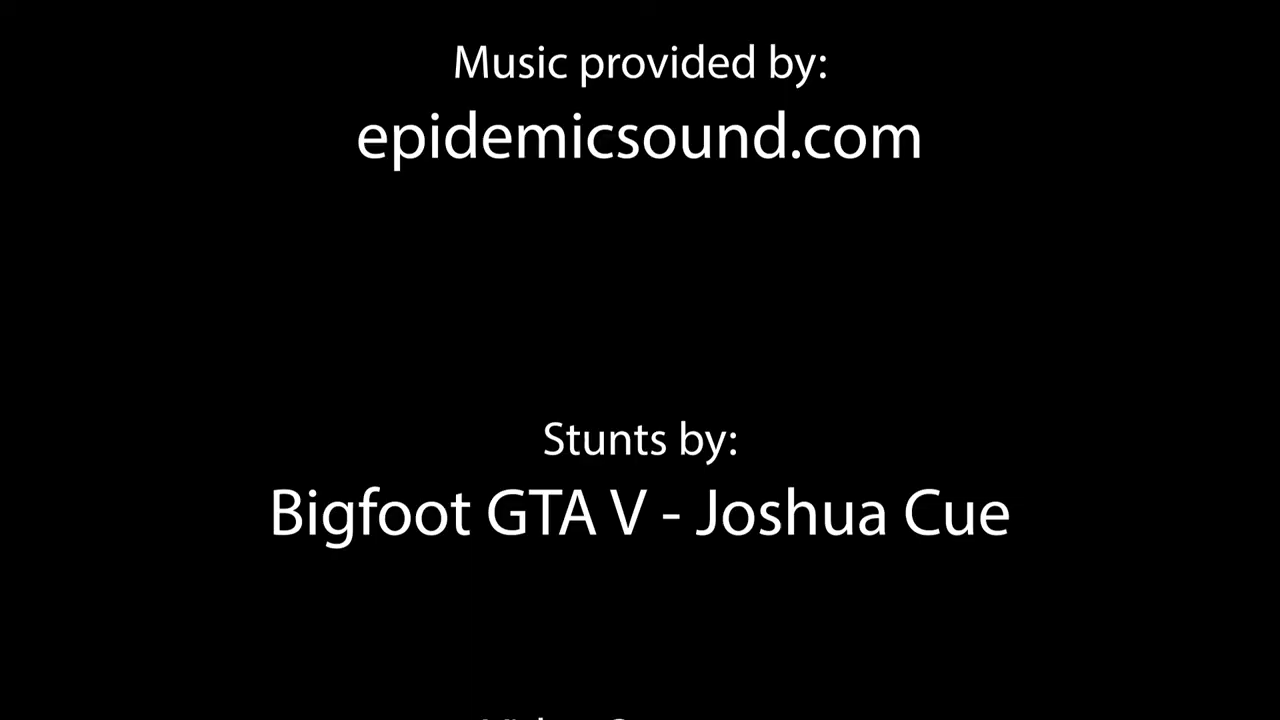 Music provided by:
epidemicsound.com
Stunts by:
Bigfoot GTA V - Joshua Cue